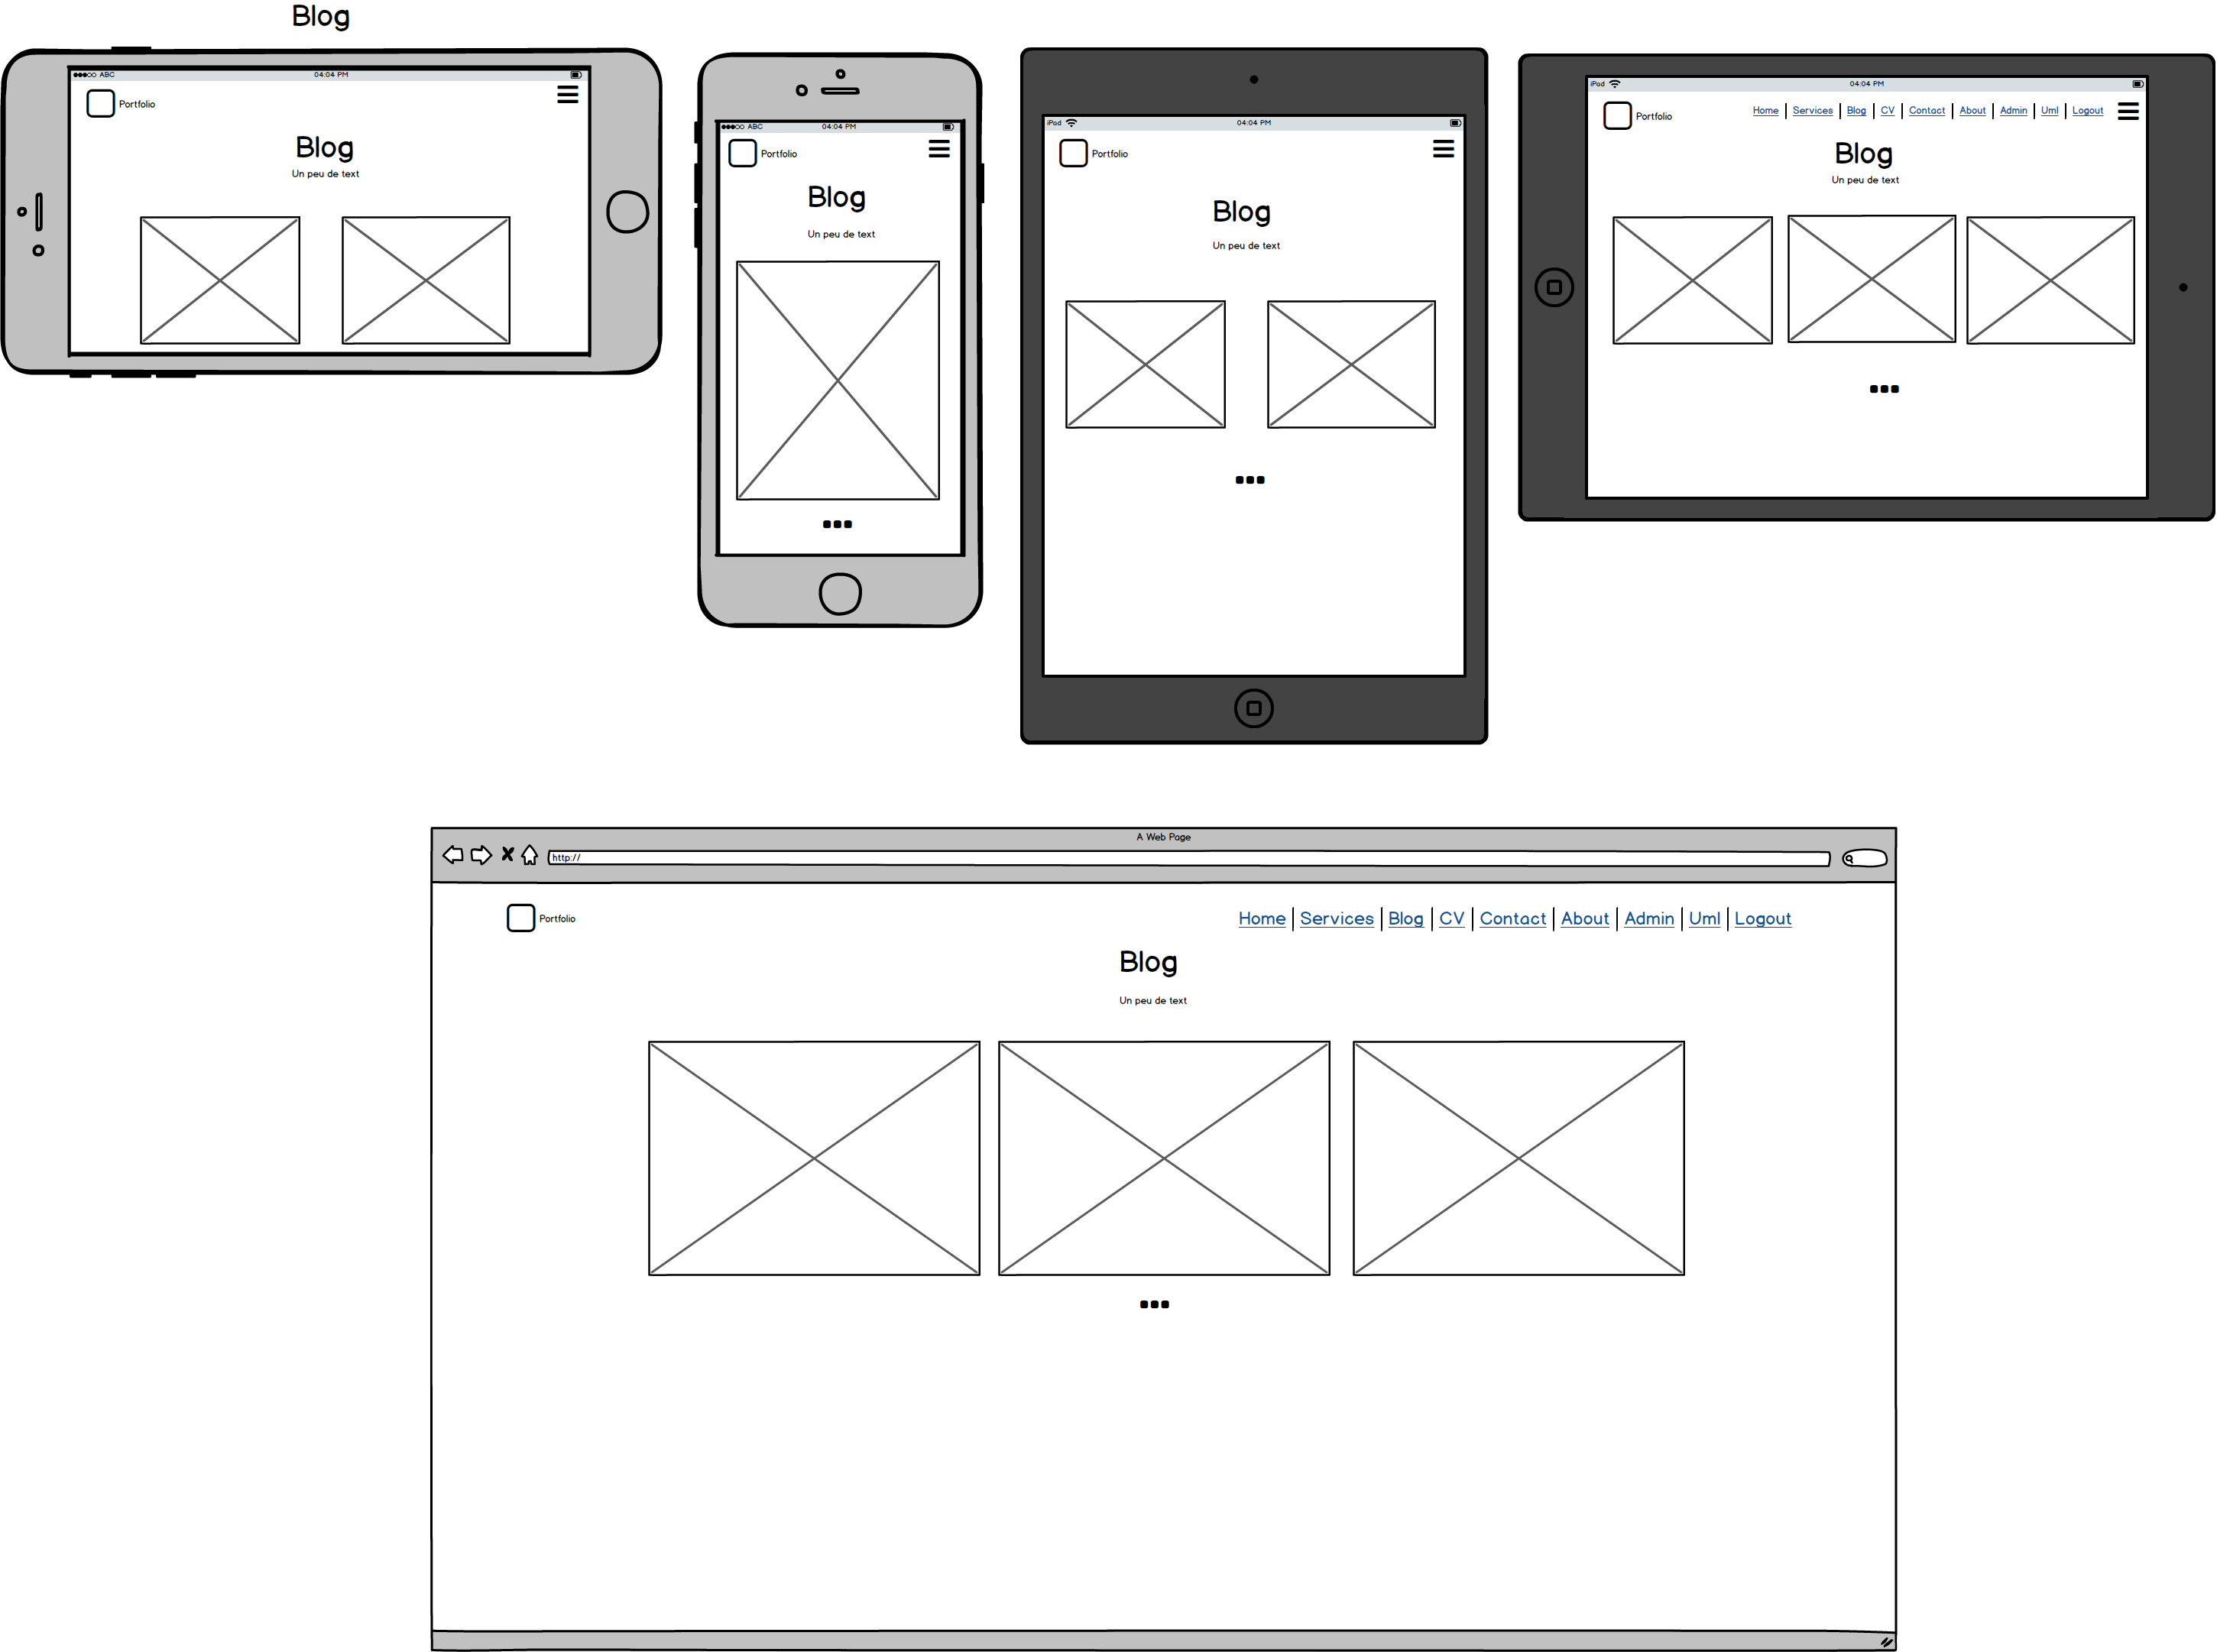 Blog
ABC 04:04 PM
Portfolio
Blog
Un peu de text
ABC 04:04 PM
Portfolio
Blog
Un peu de text
iPad 04:04 PM
Portfolio
Blog
Un peu de text
iPad 04:04 PM
Portfolio Home Services Blog CV Contact About Admin Uml Logout
Blog
Un peu de text
A Web Page
http://
Portfolio Home Services Blog CV Contact About Admin Uml Logout
Blog
Un peu de text